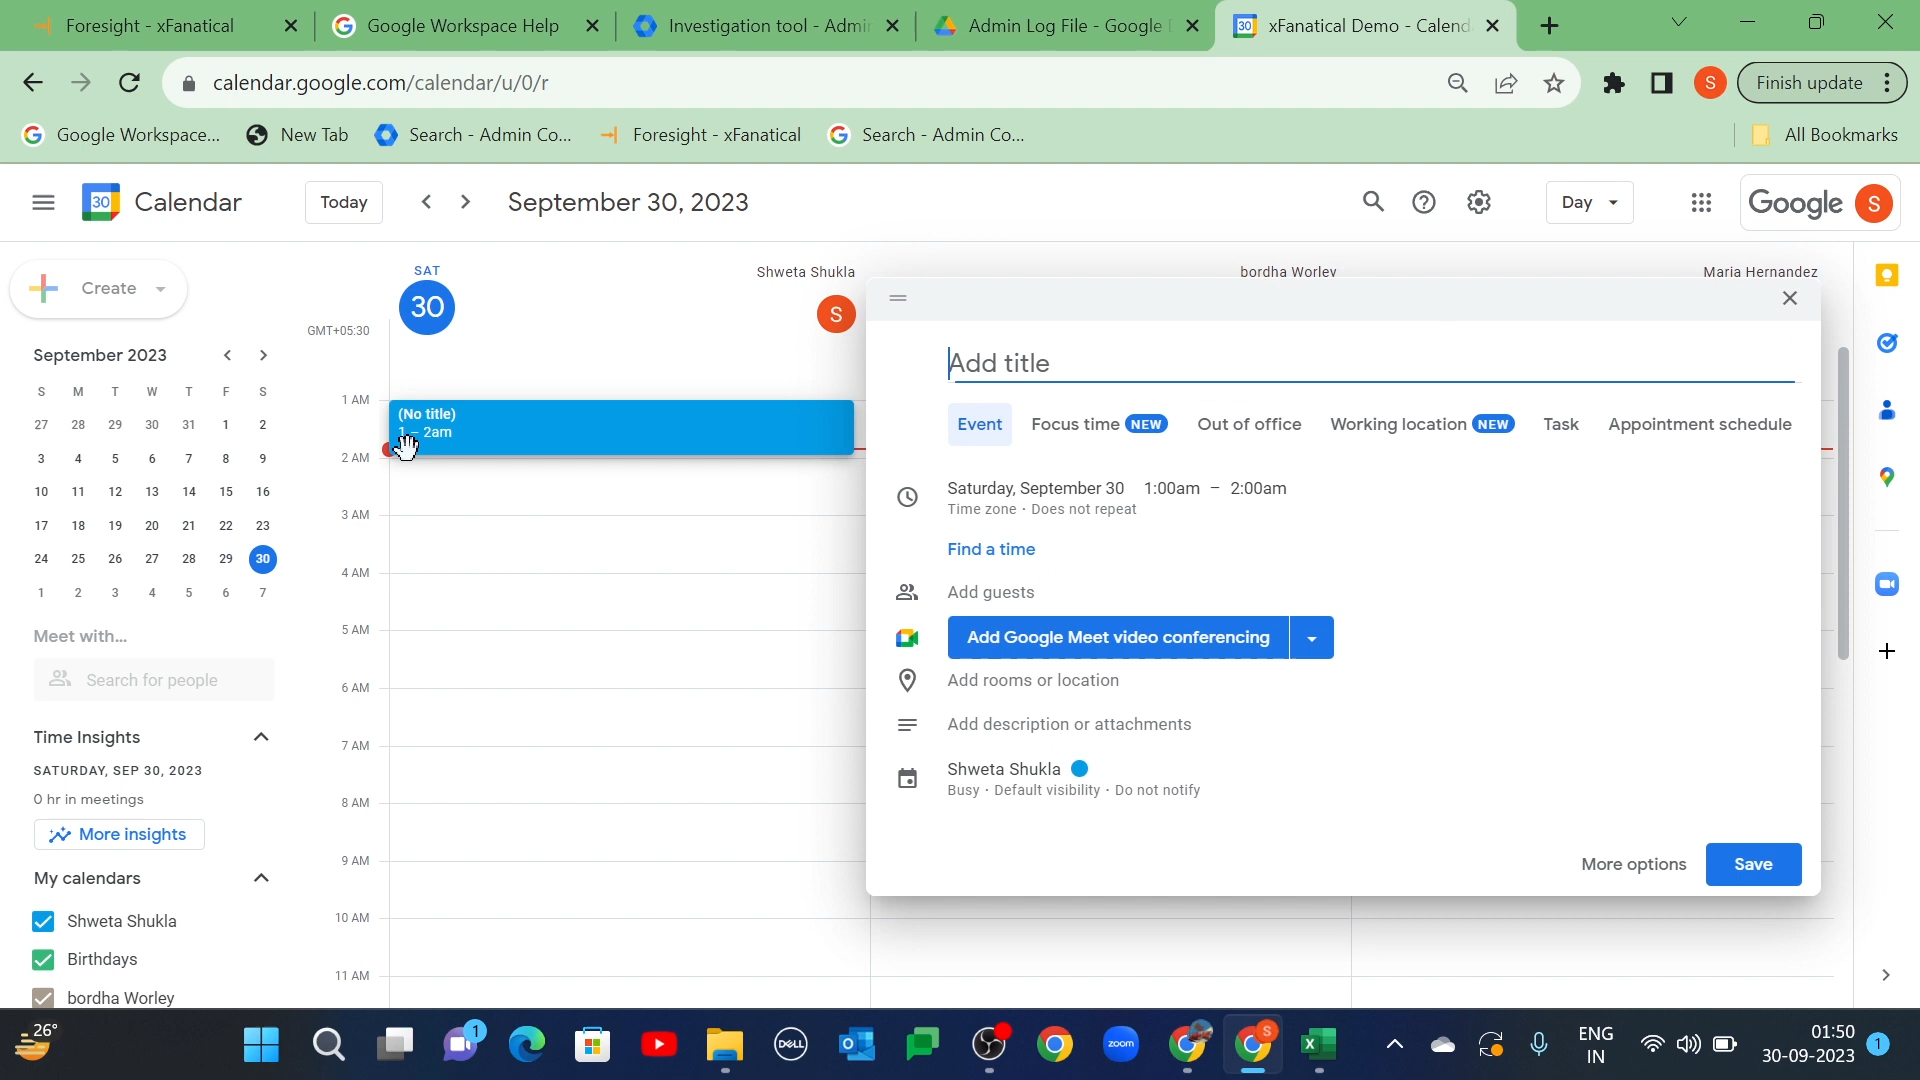 Foresight - xFanatical
Google Workspace Help
Investigation tool - Admi
Admin Log File - Google
xFanatical Demo - Calend
calendar.google.com/calendar/u/0/r
S
Finish update
Google Workspace...
New Tab
Search - Admin Co...
Foresight - xFanatical
Search - Admin Co...
All Bookmarks
30
Calendar
Today
September 30, 2023
Day
Google
S
Create
SAT
30
GMT+05:30
Shweta Shukla
S
bordha Worley
Maria Hernandez
September 2023
S M T W T F S
27 28 29 30 31 1 2
3 4 5 6 7 8 9
10 11 12 13 14 15 16
17 18 19 20 21 22 23
24 25 26 27 28 29 30
1 2 3 4 5 6 7
Meet with...
Search for people
Time Insights
SATURDAY, SEP 30, 2023
0 hr in meetings
More insights
My calendars
Shweta Shukla
Birthdays
bordha Worley
1 AM
2 AM
3 AM
4 AM
5 AM
6 AM
7 AM
8 AM
9 AM
10 AM
11 AM
(No title)
1 – 2am
Add title
Event
Focus time NEW
Out of office
Working location NEW
Task
Appointment schedule
Saturday, September 30 1:00am – 2:00am
Time zone · Does not repeat
Find a time
Add guests
Add Google Meet video conferencing
Add rooms or location
Add description or attachments
Shweta Shukla
Busy · Default visibility · Do not notify
More options
Save
26°
1
DELL
zoom
S
ENG
IN
01:50
30-09-2023
1